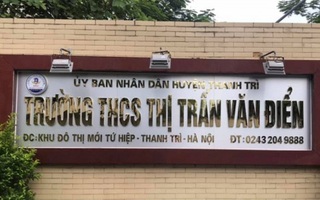 ỦY BAN NHÂN DÂN HUYỆN THANH TRÌ
TRƯỜNG THCS THỊ TRẤN VĂN ĐIỂN
ĐC: KHU ĐÔ THỊ MỚI TỨ HIỆP - THANH TRÌ - HÀ NỘI ĐT: 0243 204 9888